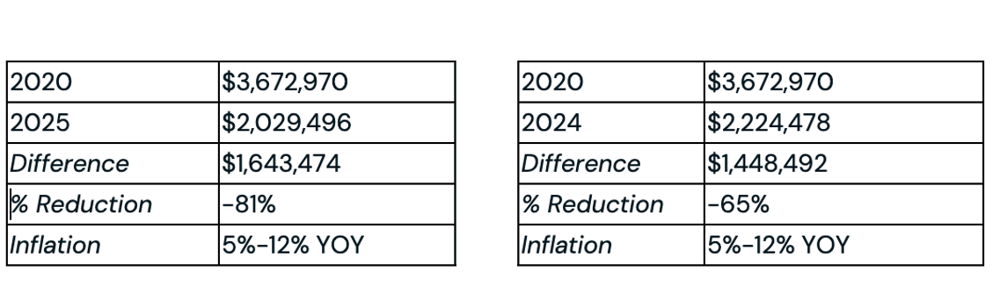 2020 $3,672,970
2025 $2,029,496
Difference $1,643,474
% Reduction -81%
Inflation 5%-12% YOY
2020 $3,672,970
2024 $2,224,478
Difference $1,448,492
% Reduction -65%
Inflation 5%-12% YOY